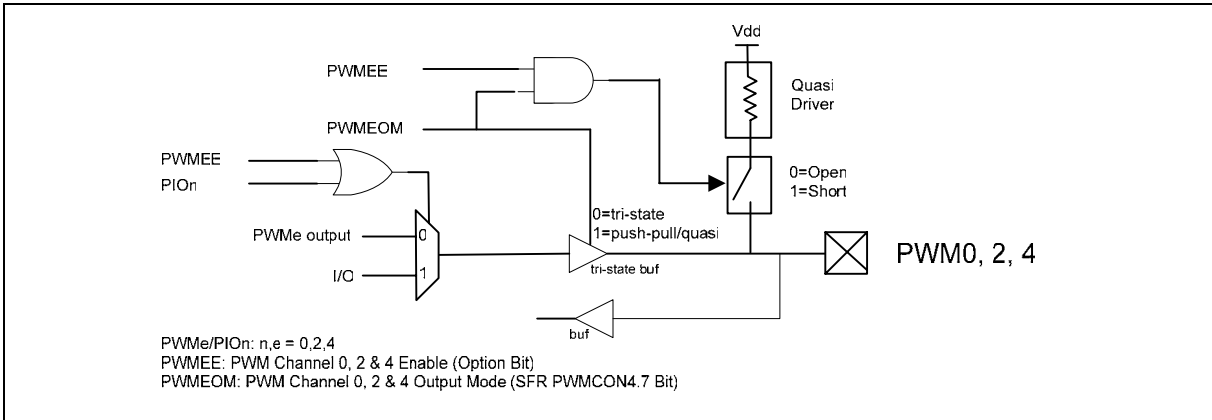 Vdd
PWMEE
Quasi
Driver
PWMEOM
PWMEE
PIOn
0=Open
1=Short
0=tri-state
1=push-pull/quasi
PWMe output
0
I/O
1
tri-state buf
PWM0, 2, 4
buf
PWMe/PIOn: n,e = 0,2,4
PWMEE: PWM Channel 0, 2 & 4 Enable (Option Bit)
PWMEOM: PWM Channel 0, 2 & 4 Output Mode (SFR PWMCON4.7 Bit)